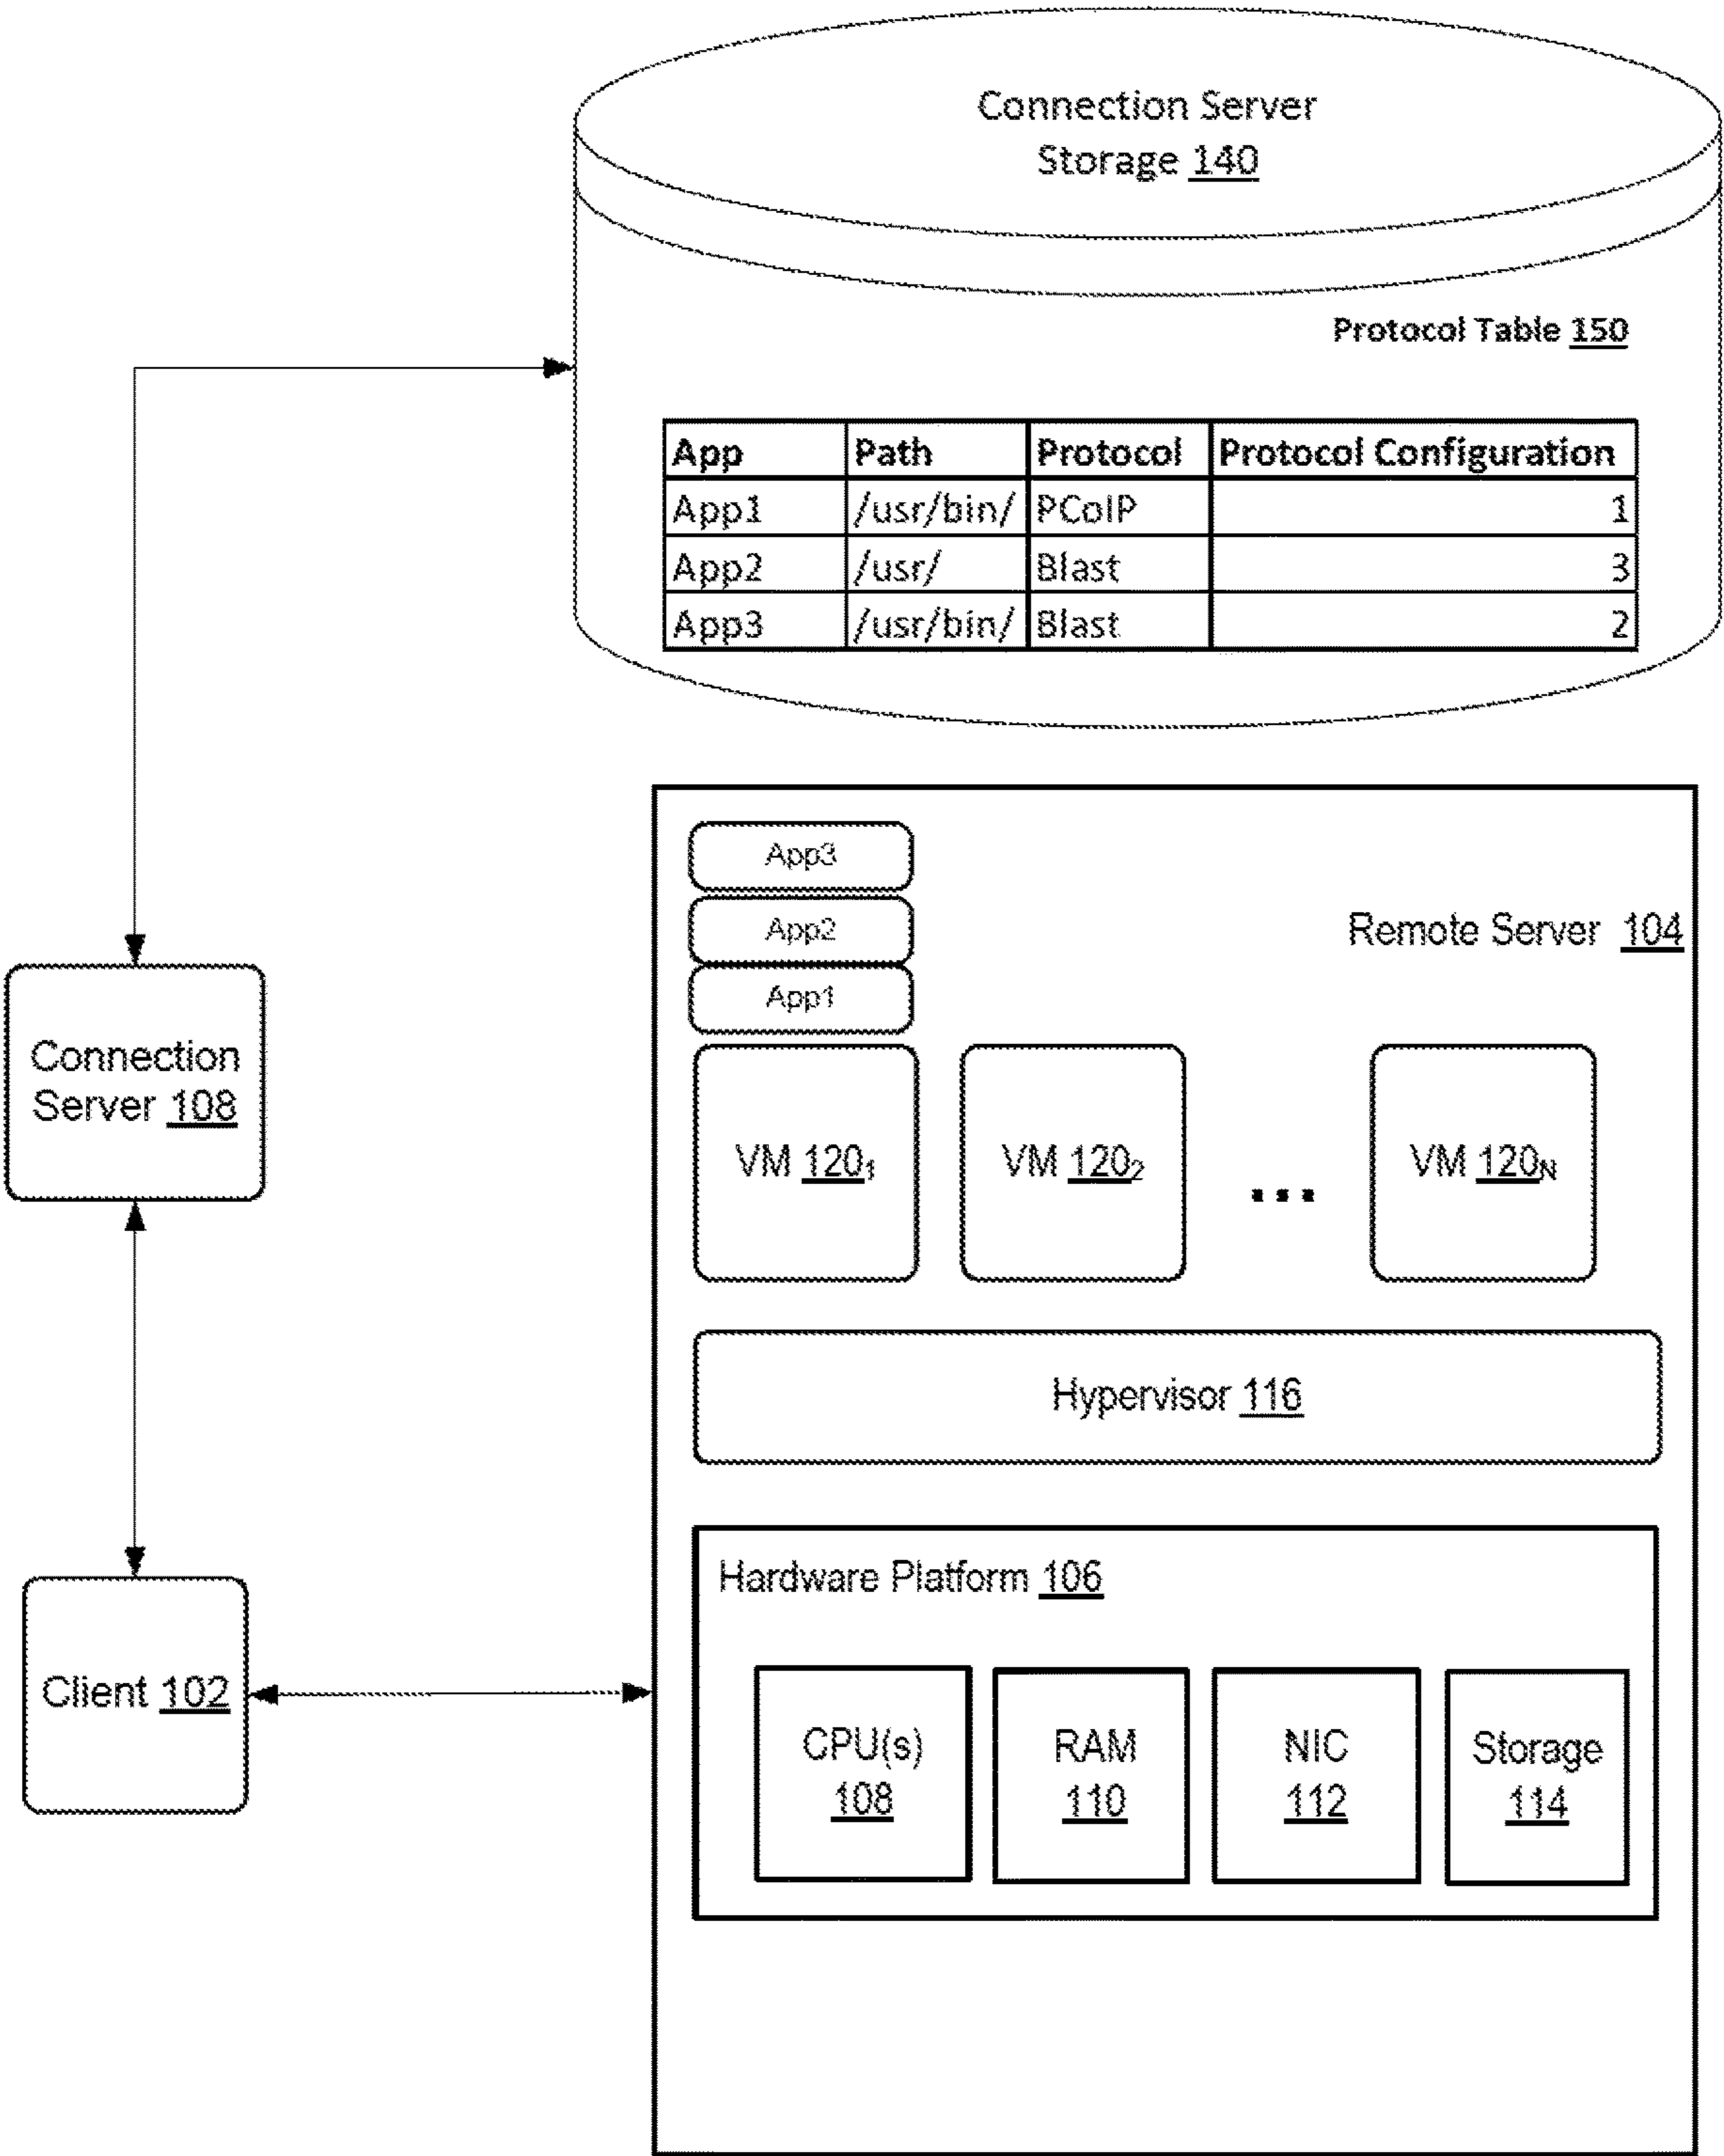 Connection Server
Storage 140
Protocol Table 150
App Path Protocol Protocol Configuration
App1 /usr/bin/ PCoIP 1
App2 /usr/ Blast 3
App3 /usr/bin/ Blast 2
App3
App2
Remote Server 104
App1
Connection
Server 108
VM 120₁ VM 120₂ ... VM 120N
Hypervisor 116
Hardware Platform 106
Client 102
CPU(s) RAM NIC Storage
108 110 112 114